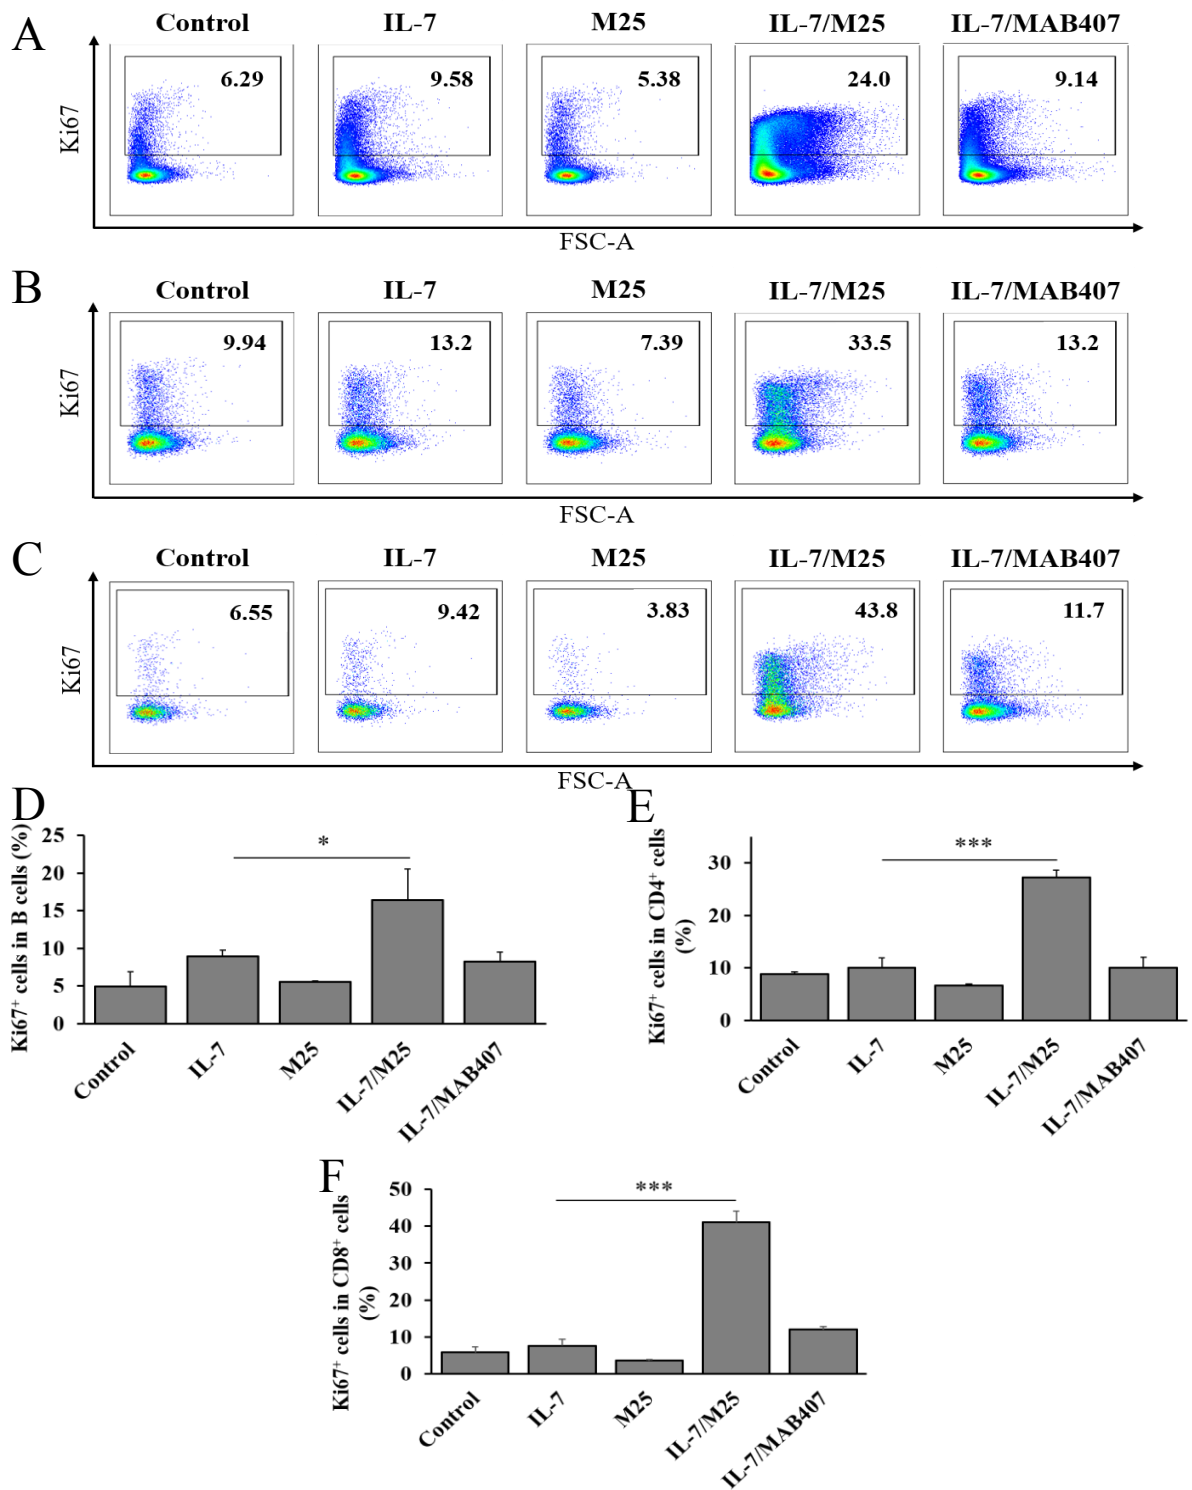 A
Control IL-7 M25 IL-7/M25 IL-7/MAB407
6.29 9.58 5.38 24.0 9.14
Ki67
FSC-A
B
Control IL-7 M25 IL-7/M25 IL-7/MAB407
9.94 13.2 7.39 33.5 13.2
Ki67
FSC-A
C
Control IL-7 M25 IL-7/M25 IL-7/MAB407
6.55 9.42 3.83 43.8 11.7
Ki67
FSC-A
D
Ki67⁺ cells in B cells (%)
25
20
15
10
5
0
*
Control IL-7 M25 IL-7/M25 IL-7/MAB407
E
Ki67⁺ cells in CD4⁺ cells
(%)
30
20
10
0
***
Control IL-7 M25 IL-7/M25 IL-7/MAB407
F
Ki67⁺ cells in CD8⁺ cells
(%)
50
40
30
20
10
0
***
Control IL-7 M25 IL-7/M25 IL-7/MAB407